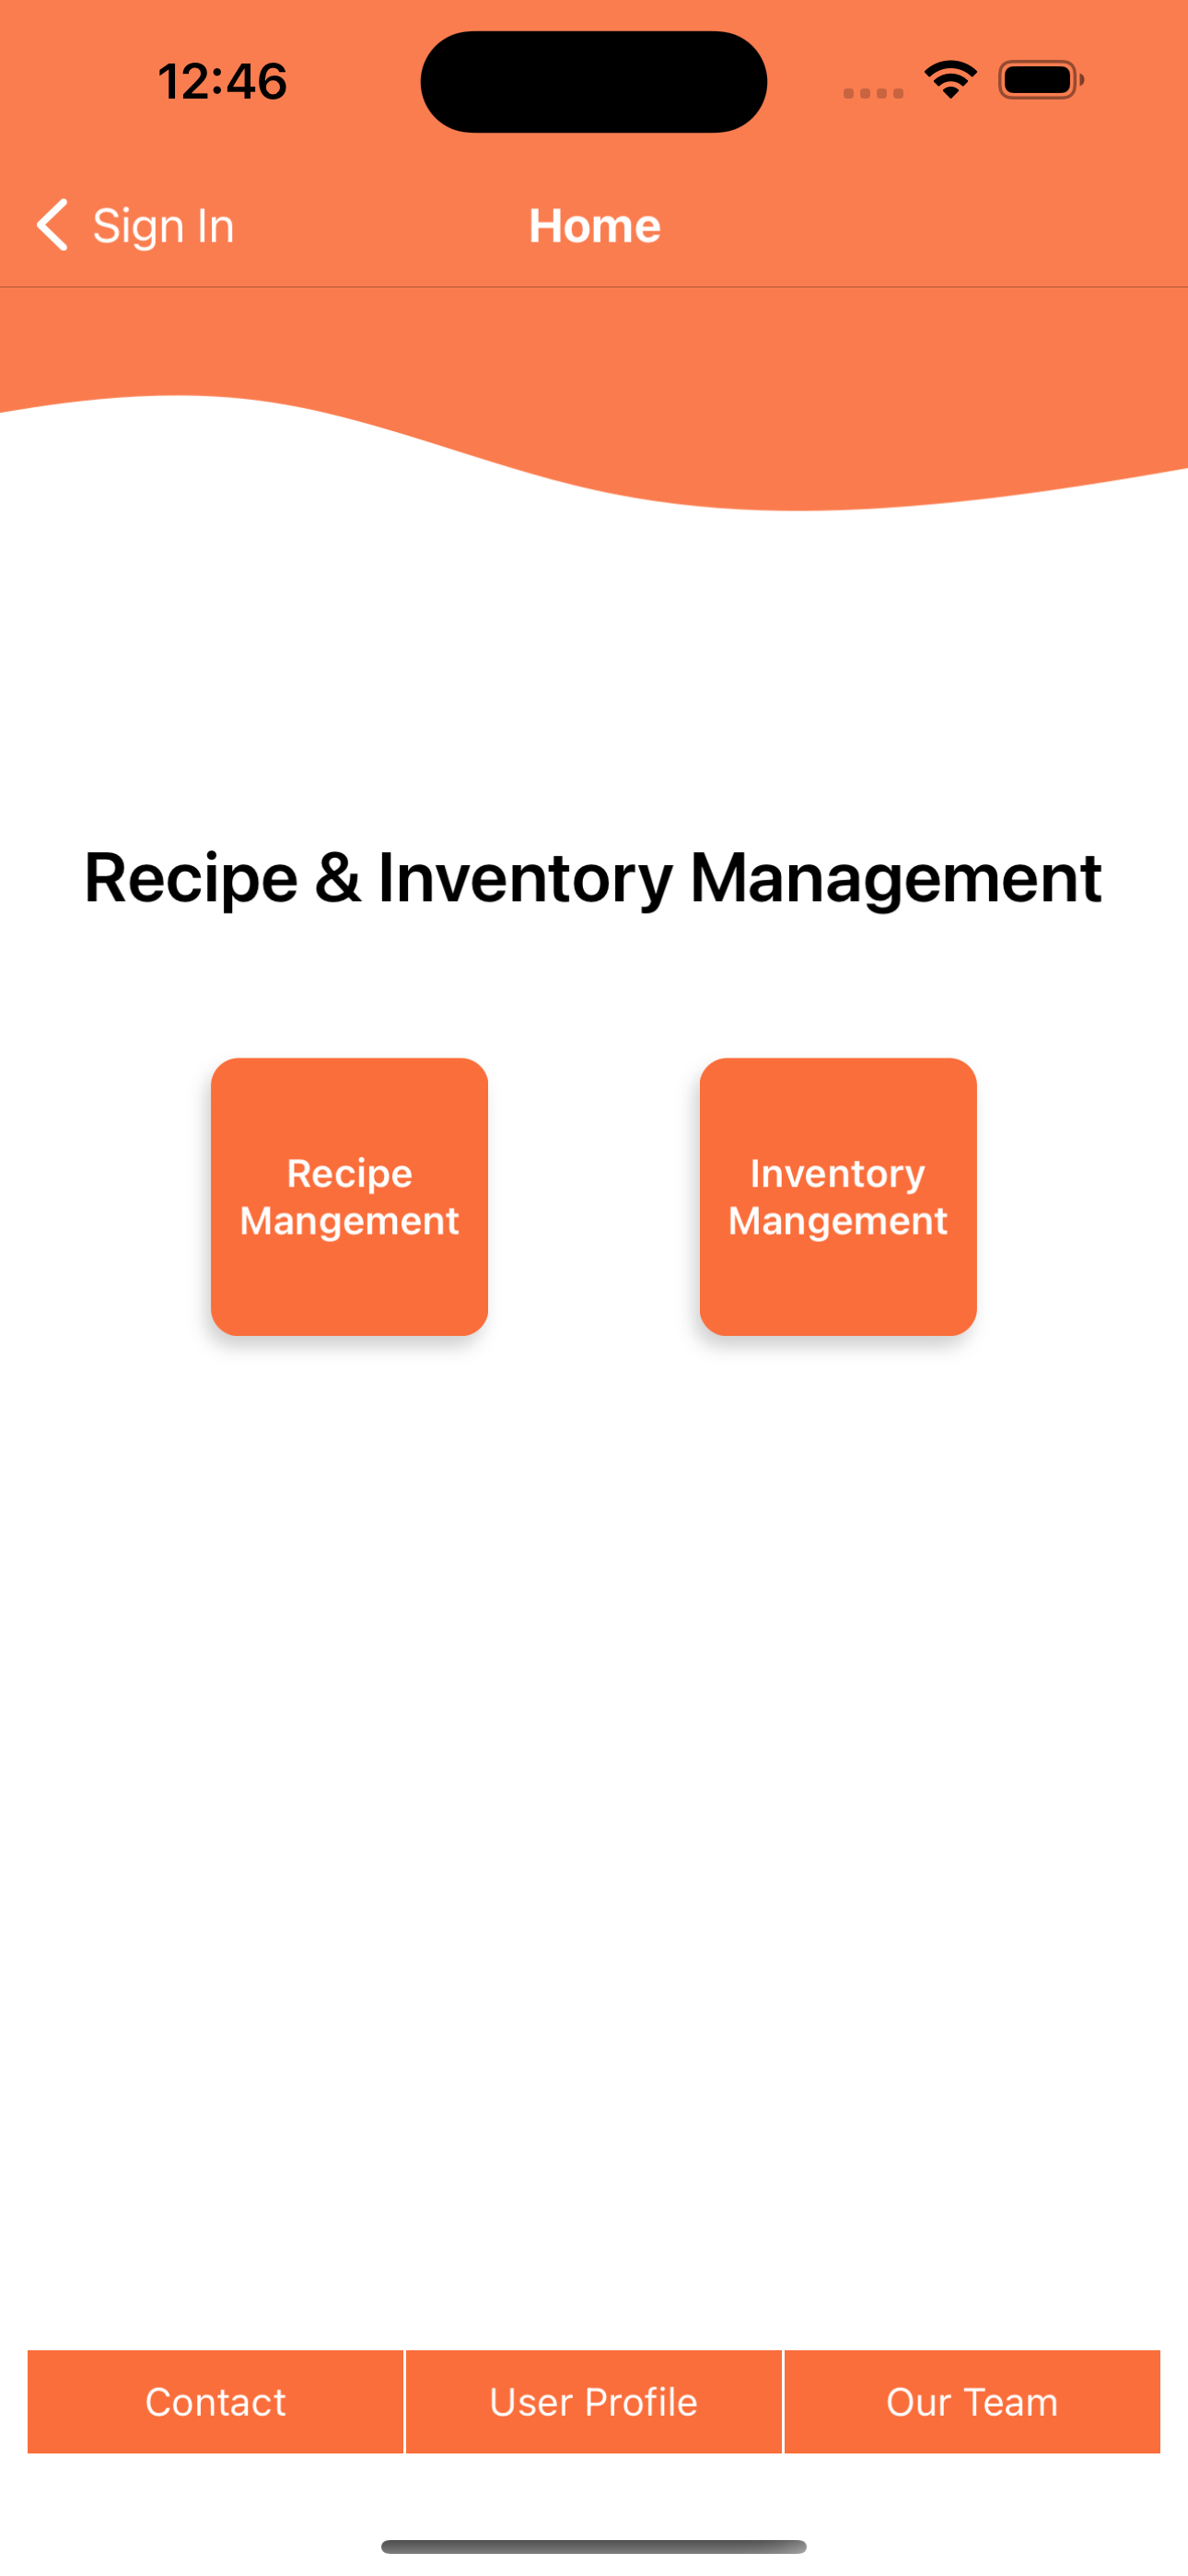 12:46
Sign In
Home
Recipe & Inventory Management
Recipe
Mangement
Inventory
Mangement
Contact
User Profile
Our Team